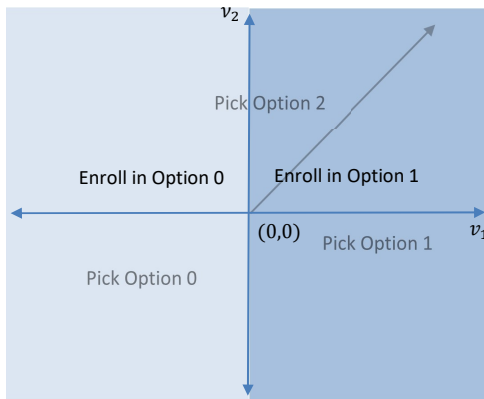 v₂
Pick Option 2
Enroll in Option 0
Enroll in Option 1
(0,0)
v₁
Pick Option 1
Pick Option 0